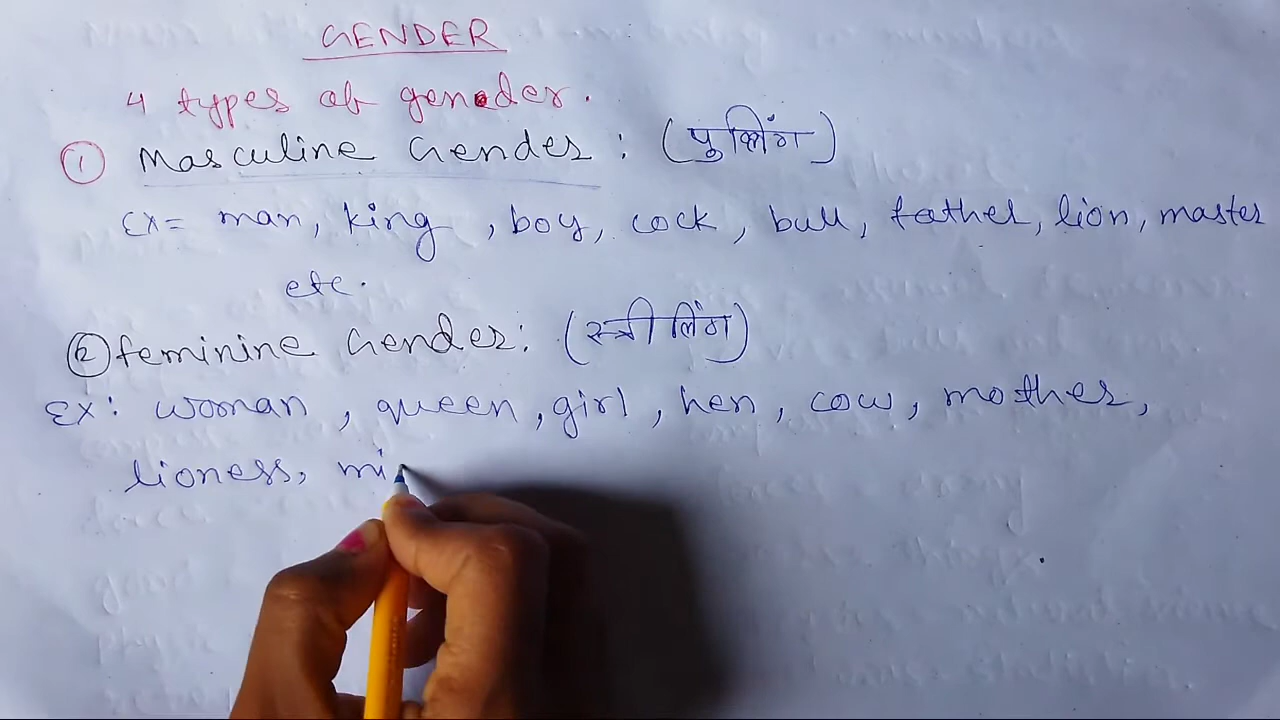 GENDER
4 types of gender.
① Masculine Gender : (पुल्लिंग)
Ex= man, king , boy, cock, bull, father, lion, master
etc.
② feminine Gender: (स्त्रीलिंग)
Ex: woman , queen, girl, hen, cow, mother,
lioness, mi